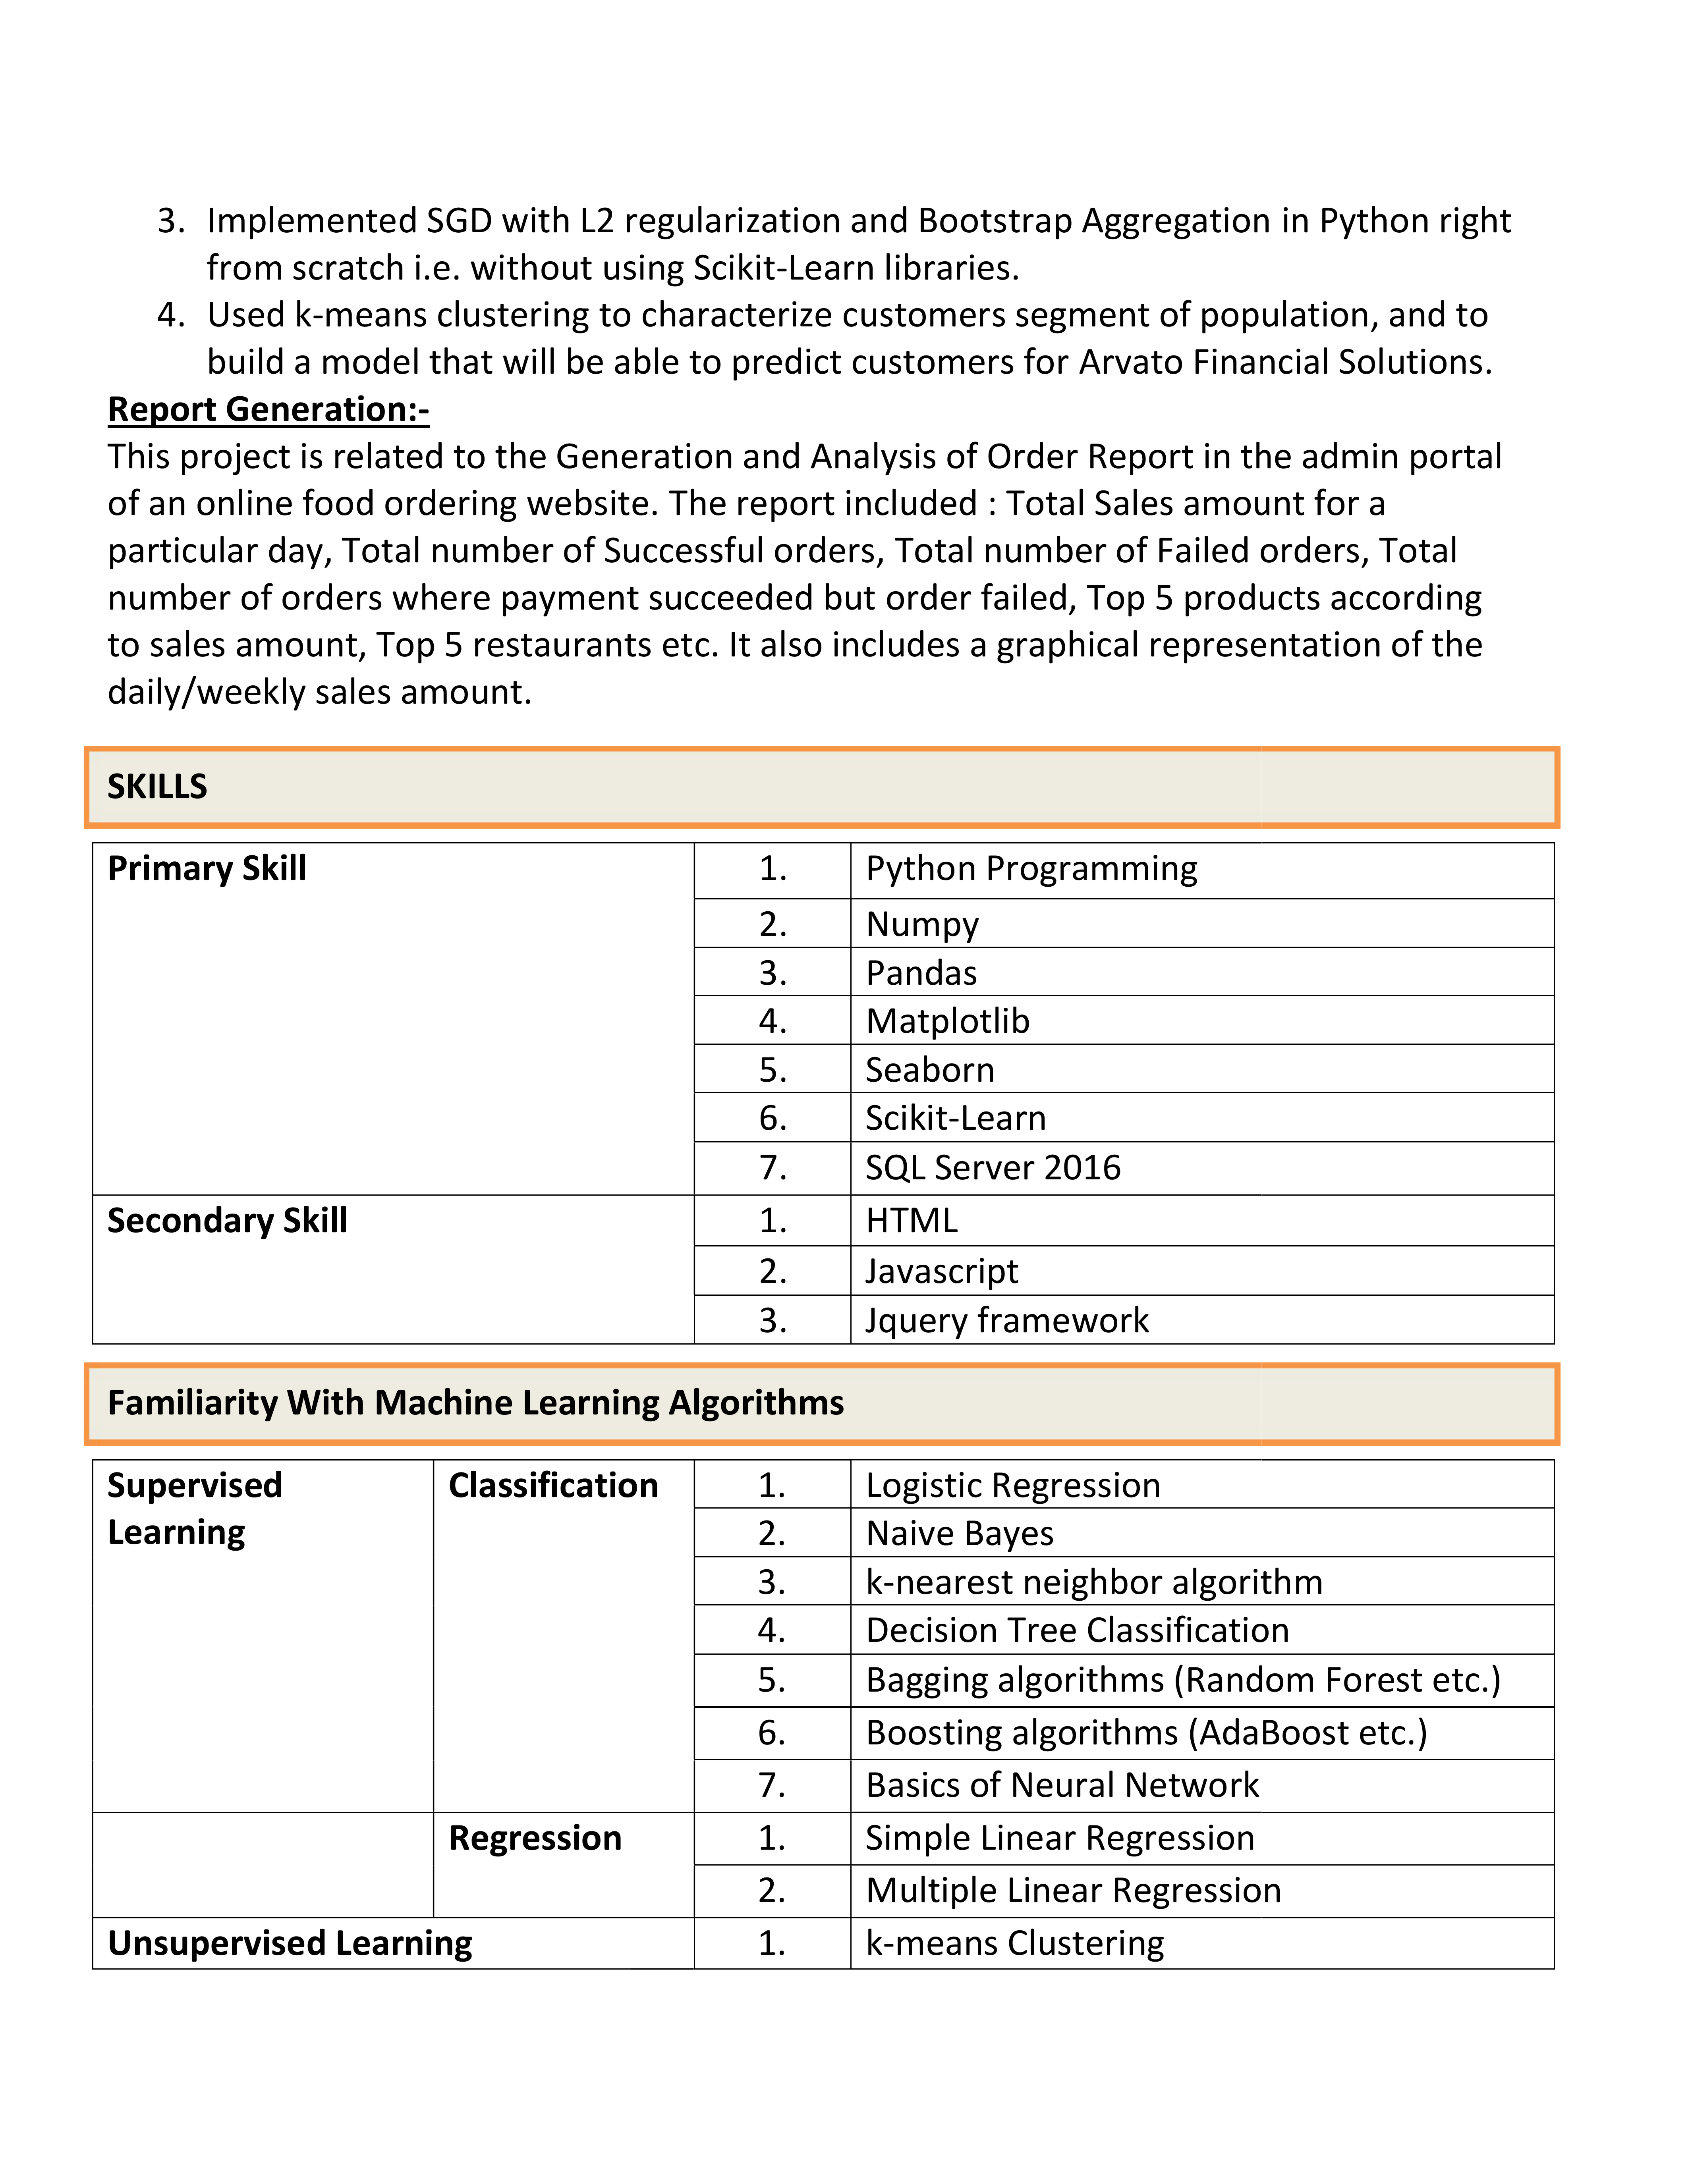 3. Implemented SGD with L2 regularization and Bootstrap Aggregation in Python right
from scratch i.e. without using Scikit-Learn libraries.
4. Used k-means clustering to characterize customers segment of population, and to
build a model that will be able to predict customers for Arvato Financial Solutions.
Report Generation:-
This project is related to the Generation and Analysis of Order Report in the admin portal
of an online food ordering website. The report included : Total Sales amount for a
particular day, Total number of Successful orders, Total number of Failed orders, Total
number of orders where payment succeeded but order failed, Top 5 products according
to sales amount, Top 5 restaurants etc. It also includes a graphical representation of the
daily/weekly sales amount.
SKILLS
Primary Skill 1. Python Programming
2. Numpy
3. Pandas
4. Matplotlib
5. Seaborn
6. Scikit-Learn
7. SQL Server 2016
Secondary Skill 1. HTML
2. Javascript
3. Jquery framework
Familiarity With Machine Learning Algorithms
Supervised Classification 1. Logistic Regression
Learning 2. Naive Bayes
3. k-nearest neighbor algorithm
4. Decision Tree Classification
5. Bagging algorithms (Random Forest etc.)
6. Boosting algorithms (AdaBoost etc.)
7. Basics of Neural Network
Regression 1. Simple Linear Regression
2. Multiple Linear Regression
Unsupervised Learning 1. k-means Clustering